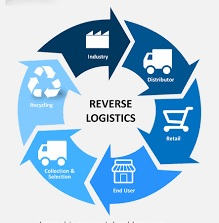 Industry
Distributor
REVERSE
LOGISTICS
Recycling
Retail
Collection &
Selection
End User